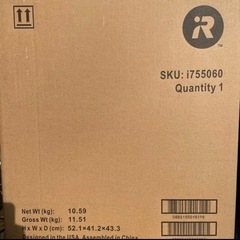 iR
SKU: i755060
Quantity 1
Net Wt (kg): 10.59
Gross Wt (kg): 11.51
H x W x D (cm): 52.1×41.2×43.3
Designed in the USA, Assembled in China